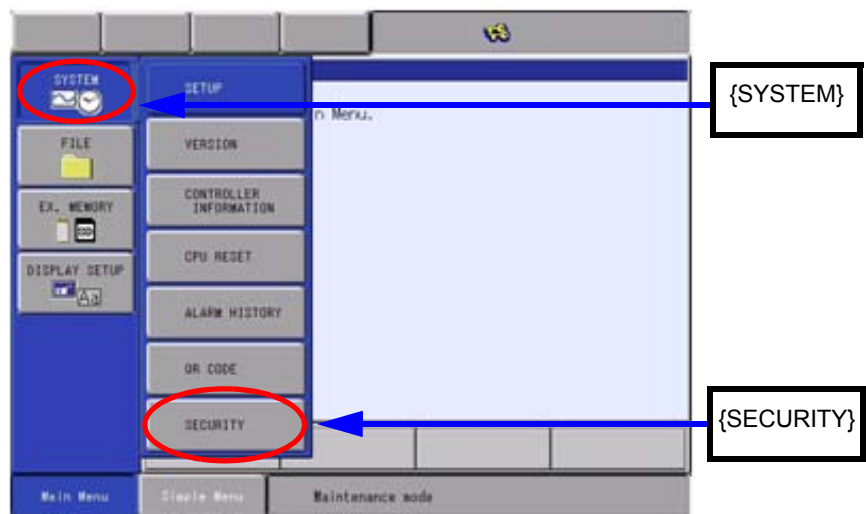 SYSTEM
SETUP
{SYSTEM}
n Menu.
FILE
VERSION
EX. MEMORY
CONTROLLER
INFORMATION
CPU RESET
DISPLAY SETUP
ALARM HISTORY
QR CODE
SECURITY
{SECURITY}
Main Menu
Simple Menu
Maintenance mode